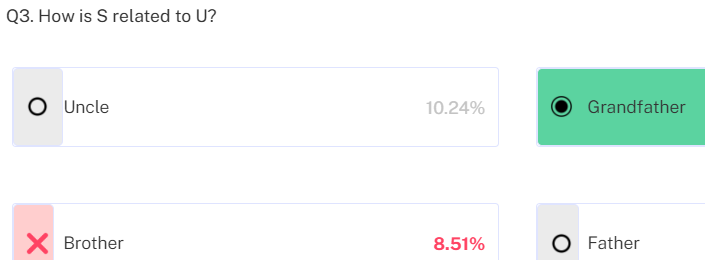 Q3. How is S related to U?
Uncle 10.24% Grandfather
Brother 8.51% Father